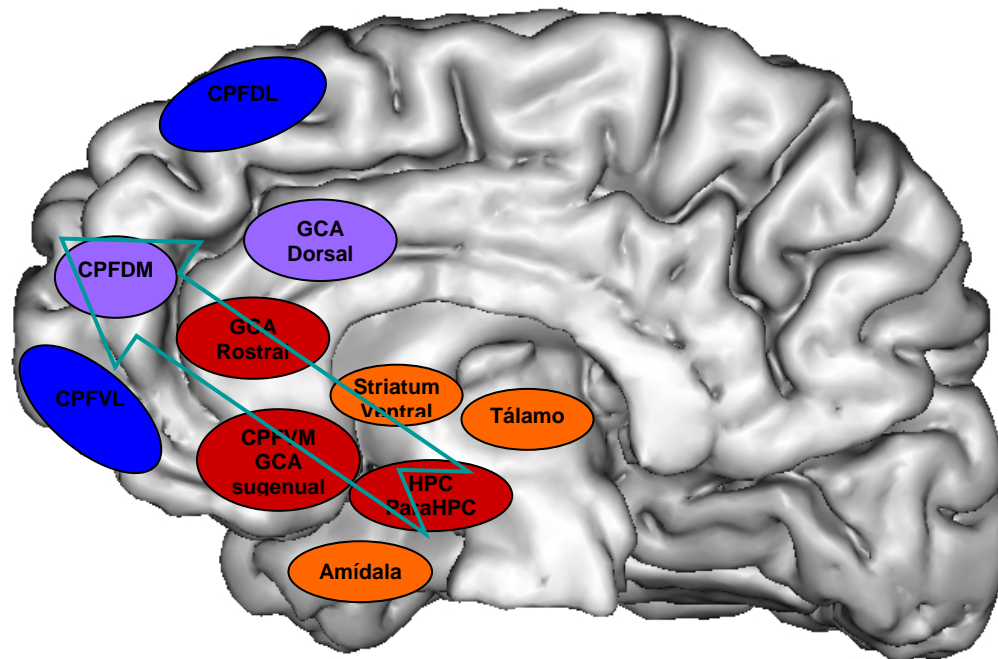 CPFDL
GCA
Dorsal
CPFDM
GCA
Rostral
Striatum
Ventral
CPFVL
Tálamo
CPFVM
GCA
sugenual
HPC
ParaHPC
Amídala